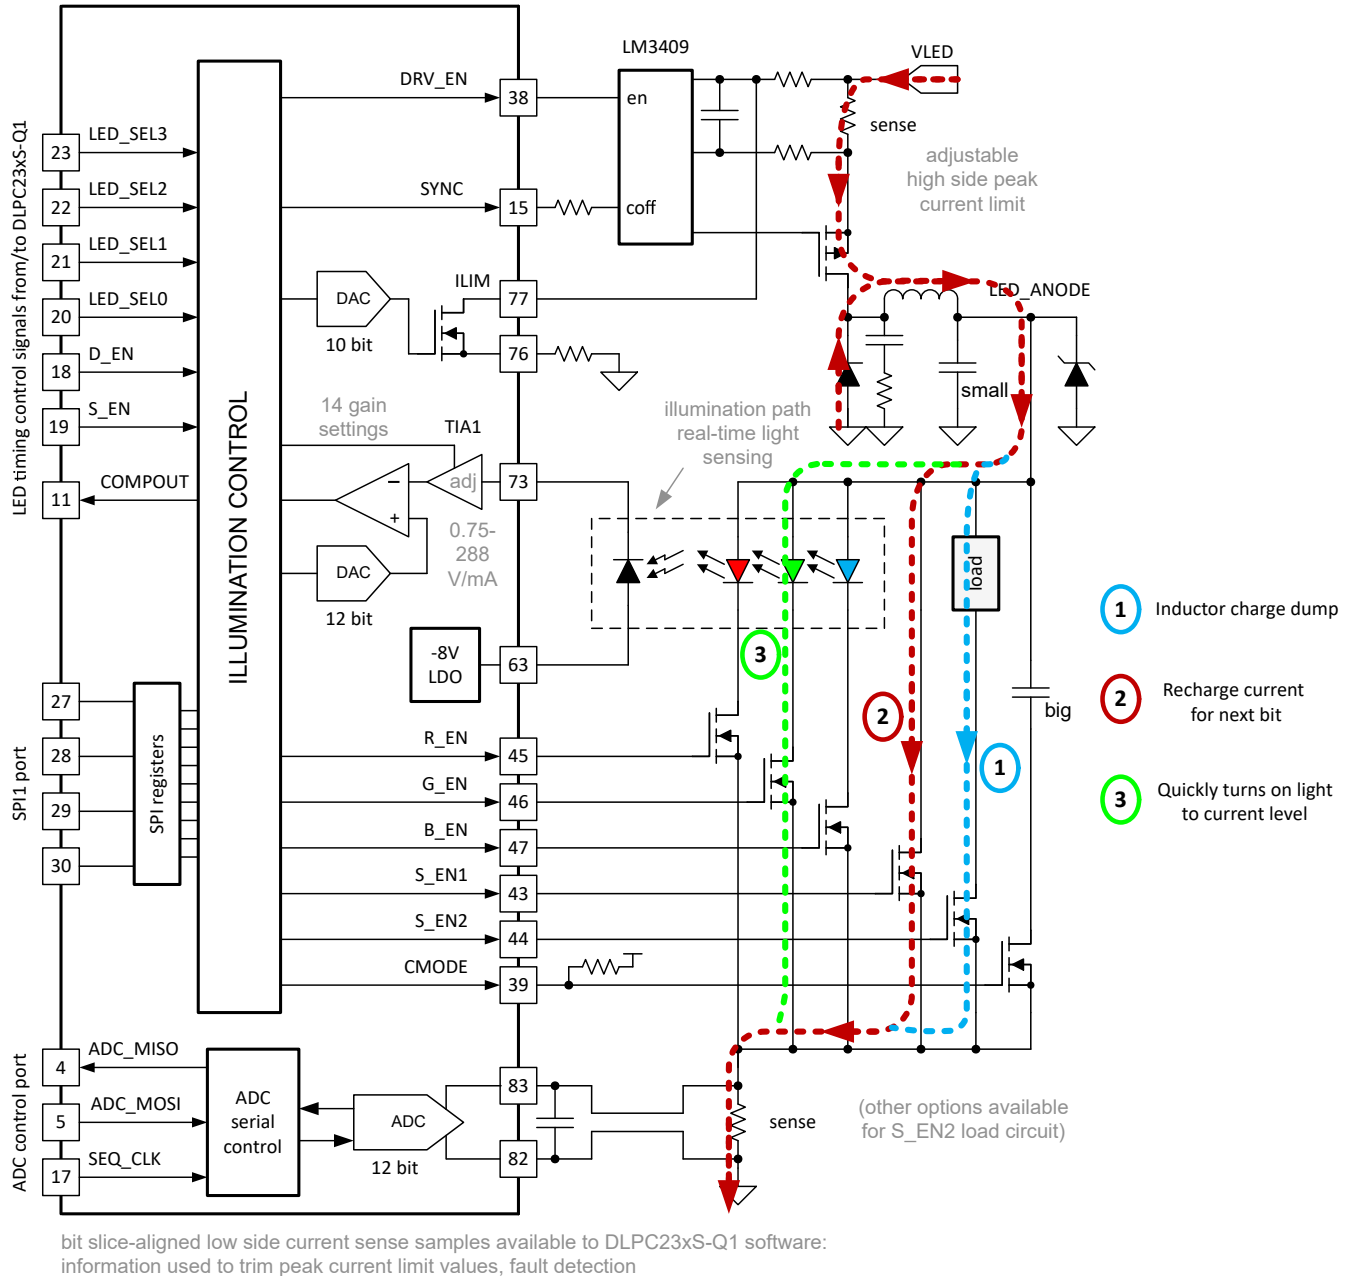 LM3409
VLED
DRV_EN
38
en
sense
LED timing control signals from/to DLPC23xS-Q1
23
LED_SEL3
adjustable
high side peak
current limit
22
LED_SEL2
SYNC
15
coff
21
LED_SEL1
ILIM
77
LED_ANODE
20
LED_SEL0
DAC
10 bit
76
18
D_EN
small
19
S_EN
14 gain
settings
TIA1
illumination path
real-time light
sensing
ILLUMINATION CONTROL
11
COMPOUT
−
+
adj
73
0.75-
288
V/mA
DAC
12 bit
load
1
Inductor charge dump
-8V
LDO
63
3
2
Recharge current
for next bit
SPI1 port
27
28
29
30
SPI registers
big
2
1
R_EN
45
3
Quickly turns on light
to current level
G_EN
46
B_EN
47
S_EN1
43
S_EN2
44
CMODE
39
ADC control port
4
ADC_MISO
5
ADC_MOSI
17
SEQ_CLK
ADC
serial
control
ADC
12 bit
83
82
sense
(other options available
for S_EN2 load circuit)
bit slice-aligned low side current sense samples available to DLPC23xS-Q1 software:
information used to trim peak current limit values, fault detection